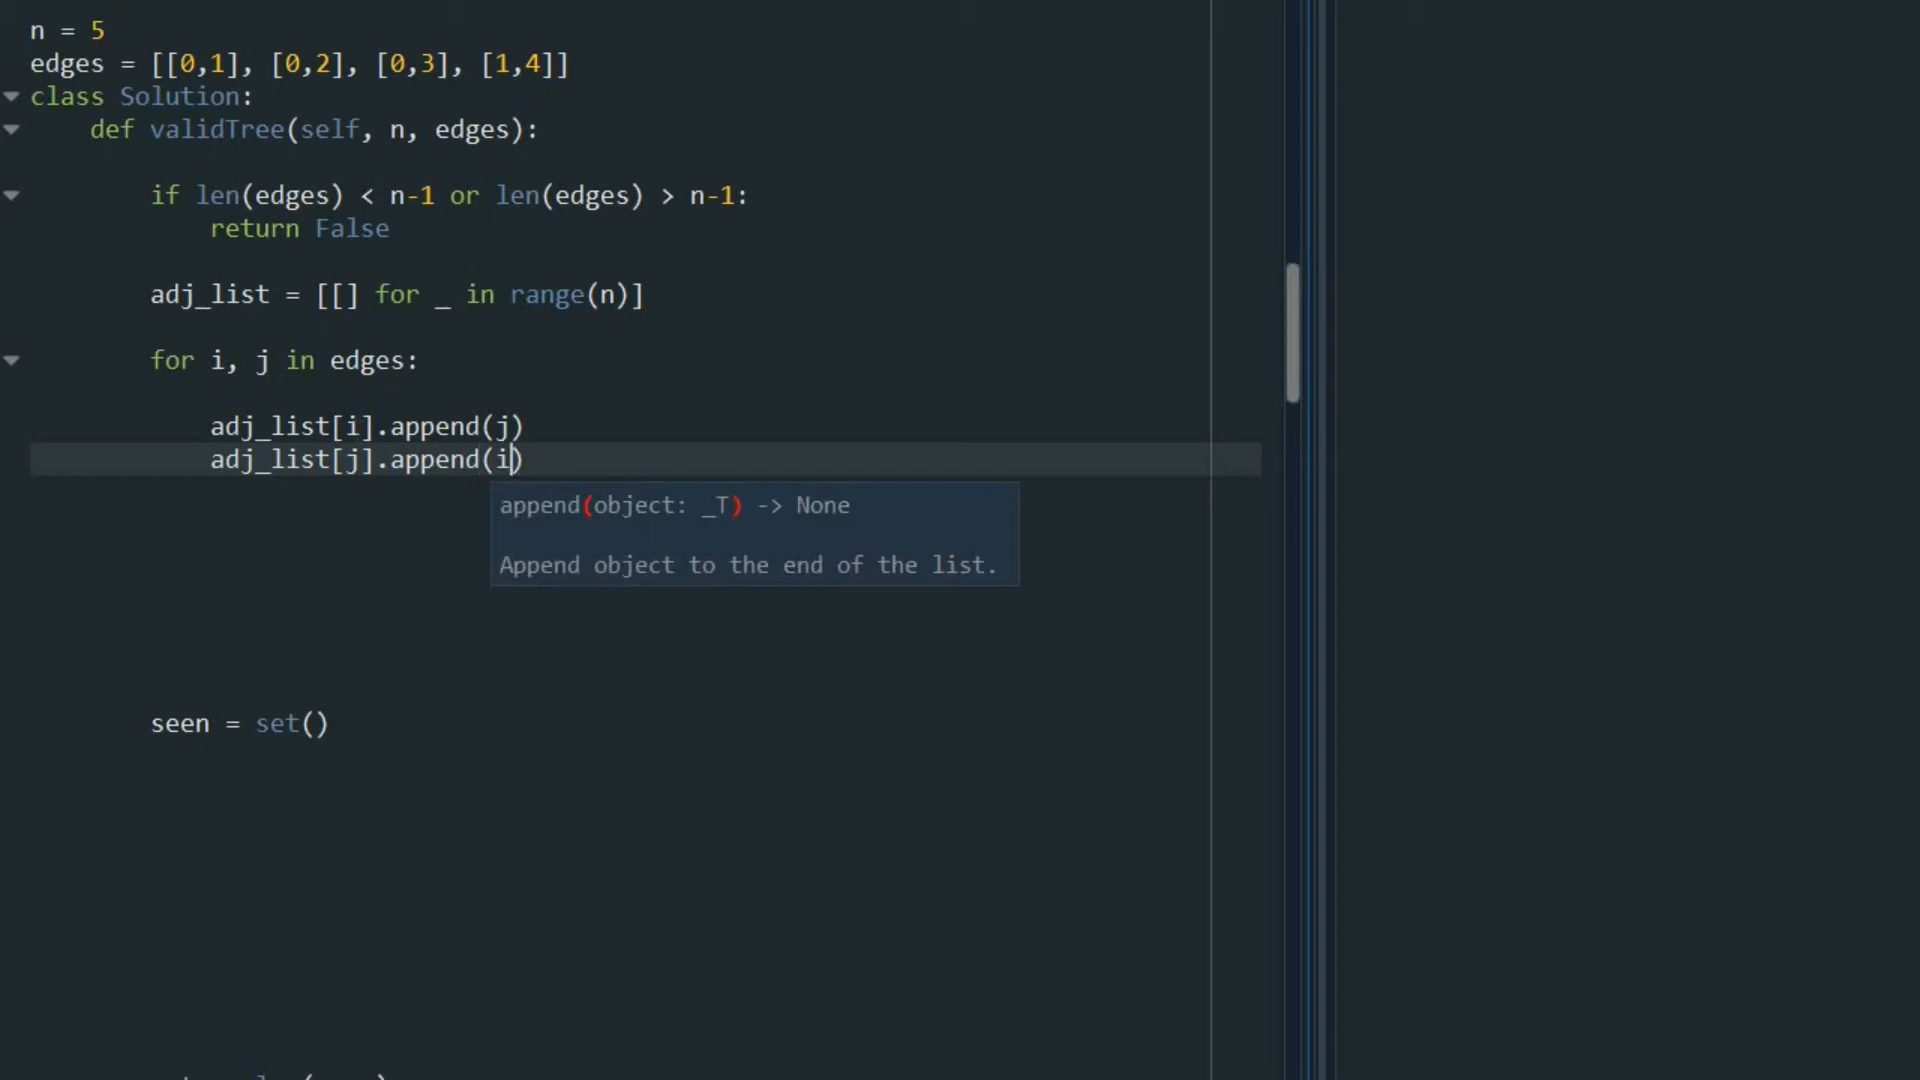 n = 5
edges = [[0,1], [0,2], [0,3], [1,4]]
class Solution:
def validTree(self, n, edges):
if len(edges) < n-1 or len(edges) > n-1:
return False
adj_list = [[] for _ in range(n)]
for i, j in edges:
adj_list[i].append(j)
adj_list[j].append(i)
append(object: _T) -> None
Append object to the end of the list.
seen = set()